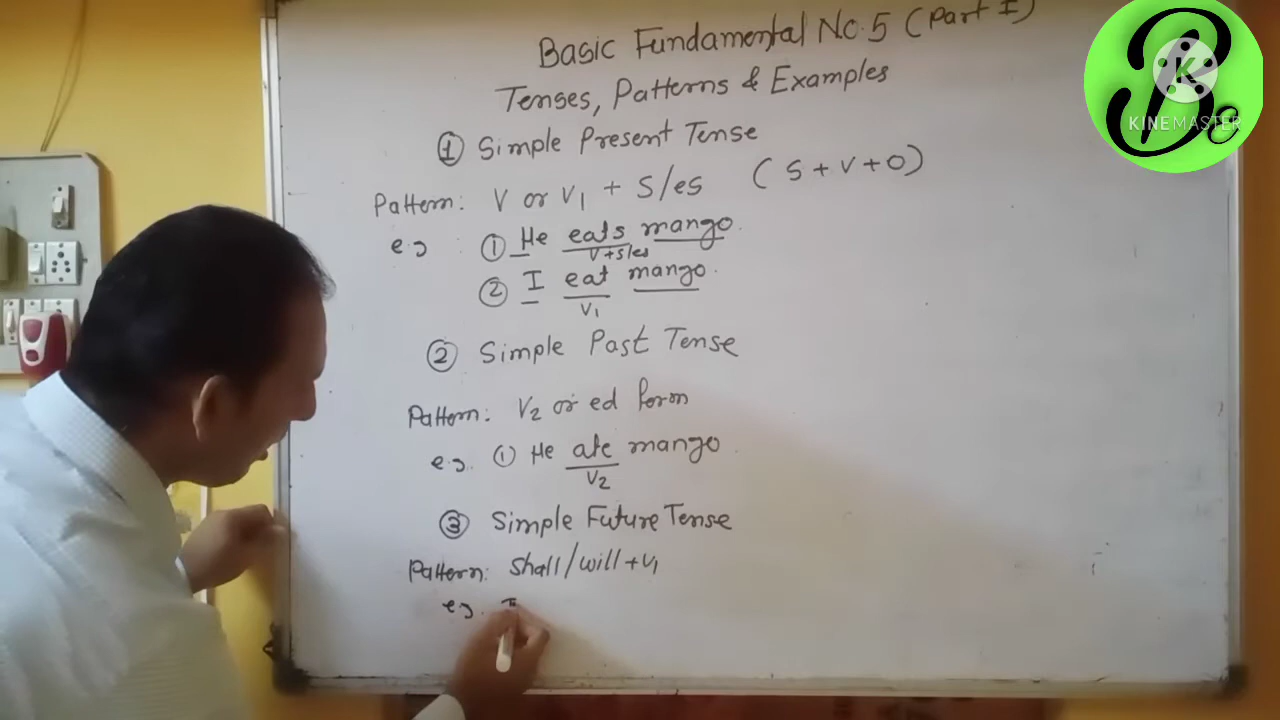 Basic Fundamental No.5 (Part I)
Tenses, Patterns & Examples
① Simple Present Tense
Pattern: V or V₁ + S/es (S+V+O)
e.g : ① He eats mango.
V+S/es
② I eat mango.
V₁
② Simple Past Tense
Pattern: V₂ or ed form
e.g. ① He ate mango.
V₂
③ Simple Future Tense
Pattern: Shall/will+V₁
eg. I
Be
K
KINEMASTER